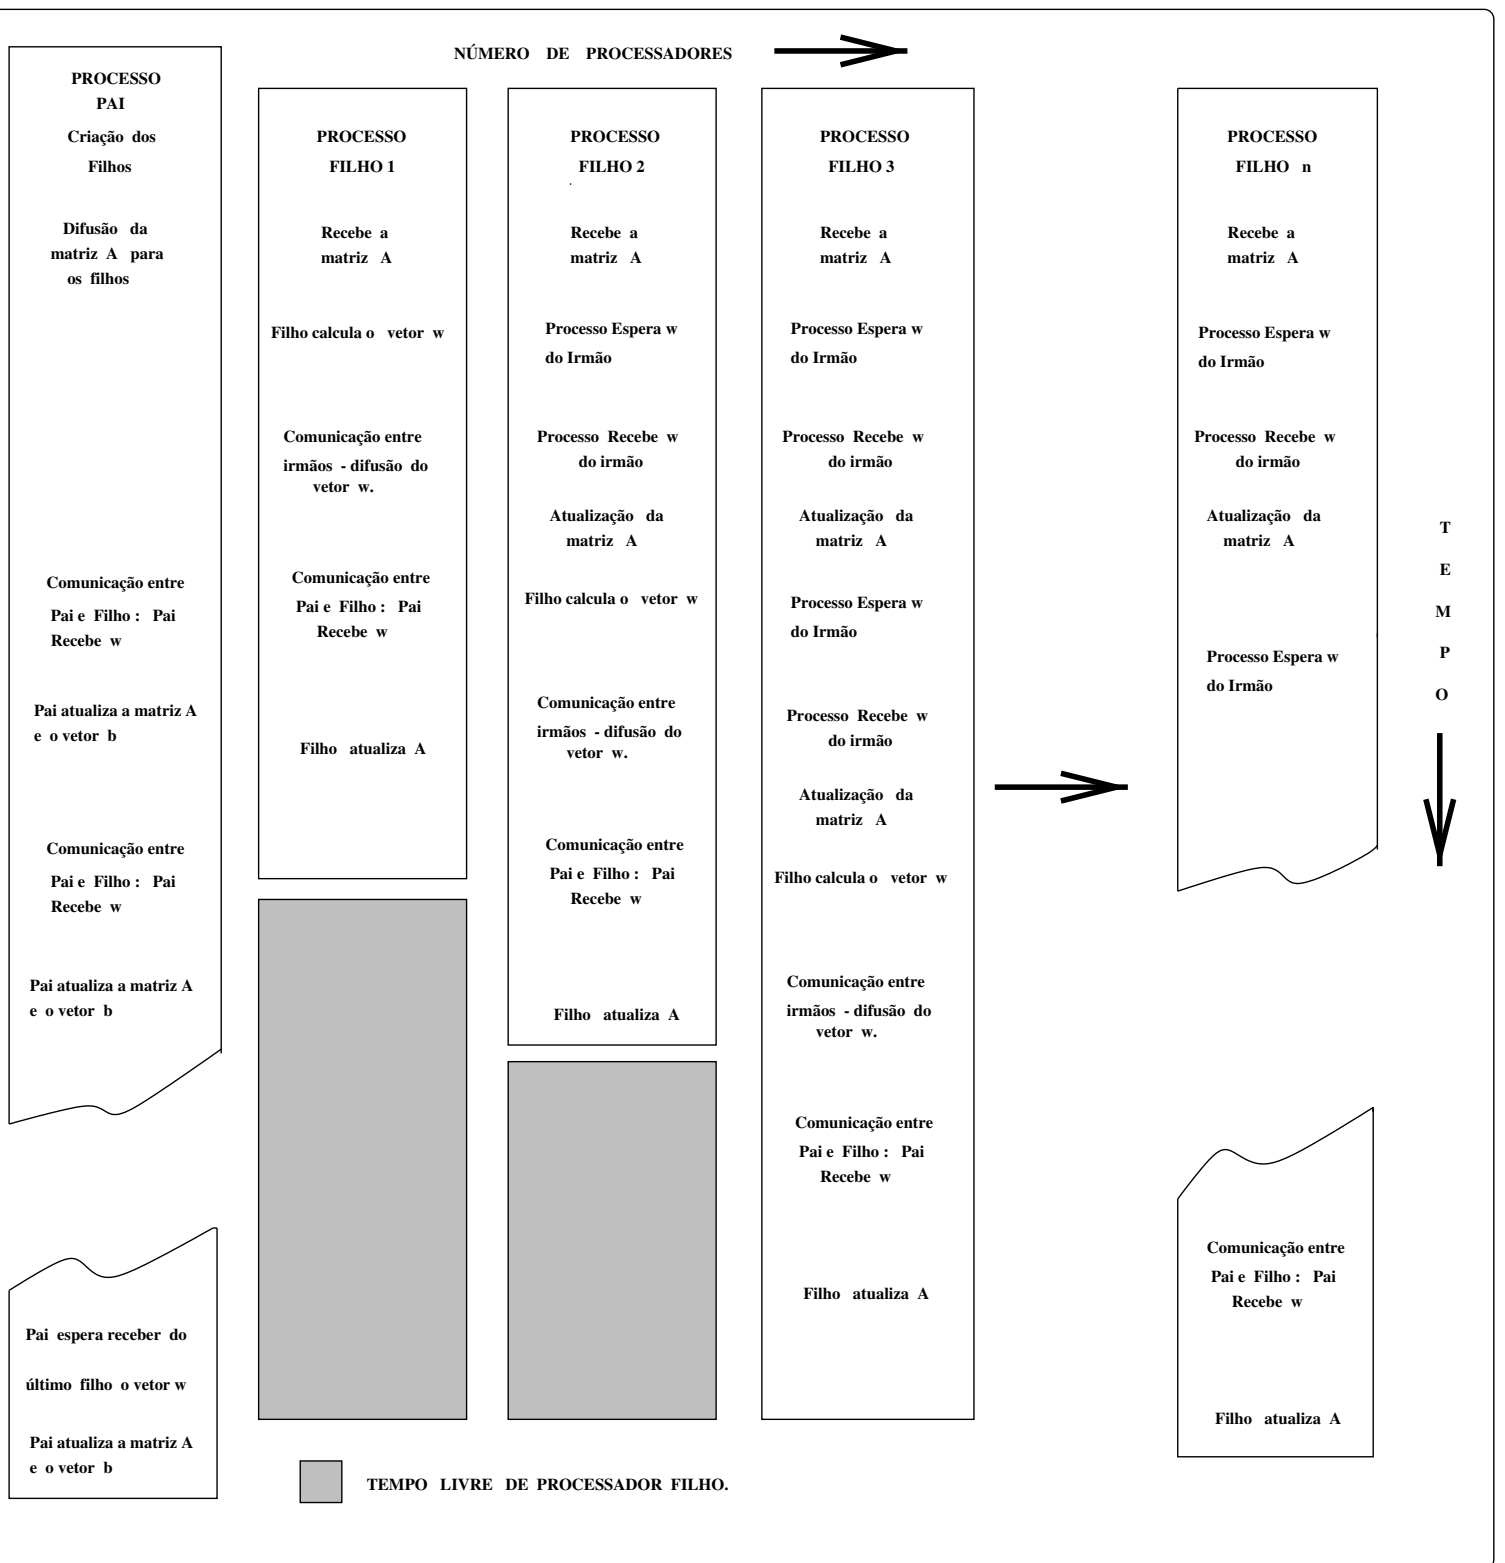 NÚMERO DE PROCESSADORES
PROCESSO
PAI
Criação dos
Filhos
Difusão da
matriz A para
os filhos
Comunicação entre
Pai e Filho : Pai
Recebe w
Pai atualiza a matriz A
e o vetor b
Comunicação entre
Pai e Filho : Pai
Recebe w
Pai atualiza a matriz A
e o vetor b
Pai espera receber do
último filho o vetor w
Pai atualiza a matriz A
e o vetor b
PROCESSO
FILHO 1
Recebe a
matriz A
Filho calcula o vetor w
Comunicação entre
irmãos - difusão do
vetor w.
Comunicação entre
Pai e Filho : Pai
Recebe w
Filho atualiza A
PROCESSO
FILHO 2
Recebe a
matriz A
Processo Espera w
do Irmão
Processo Recebe w
do irmão
Atualização da
matriz A
Filho calcula o vetor w
Comunicação entre
irmãos - difusão do
vetor w.
Comunicação entre
Pai e Filho : Pai
Recebe w
Filho atualiza A
PROCESSO
FILHO 3
Recebe a
matriz A
Processo Espera w
do Irmão
Processo Recebe w
do irmão
Atualização da
matriz A
Processo Espera w
do Irmão
Processo Recebe w
do irmão
Atualização da
matriz A
Filho calcula o vetor w
Comunicação entre
irmãos - difusão do
vetor w.
Comunicação entre
Pai e Filho : Pai
Recebe w
Filho atualiza A
PROCESSO
FILHO n
Recebe a
matriz A
Processo Espera w
do Irmão
Processo Recebe w
do irmão
Atualização da
matriz A
Processo Espera w
do Irmão
Comunicação entre
Pai e Filho : Pai
Recebe w
Filho atualiza A
T
E
M
P
O
TEMPO LIVRE DE PROCESSADOR FILHO.